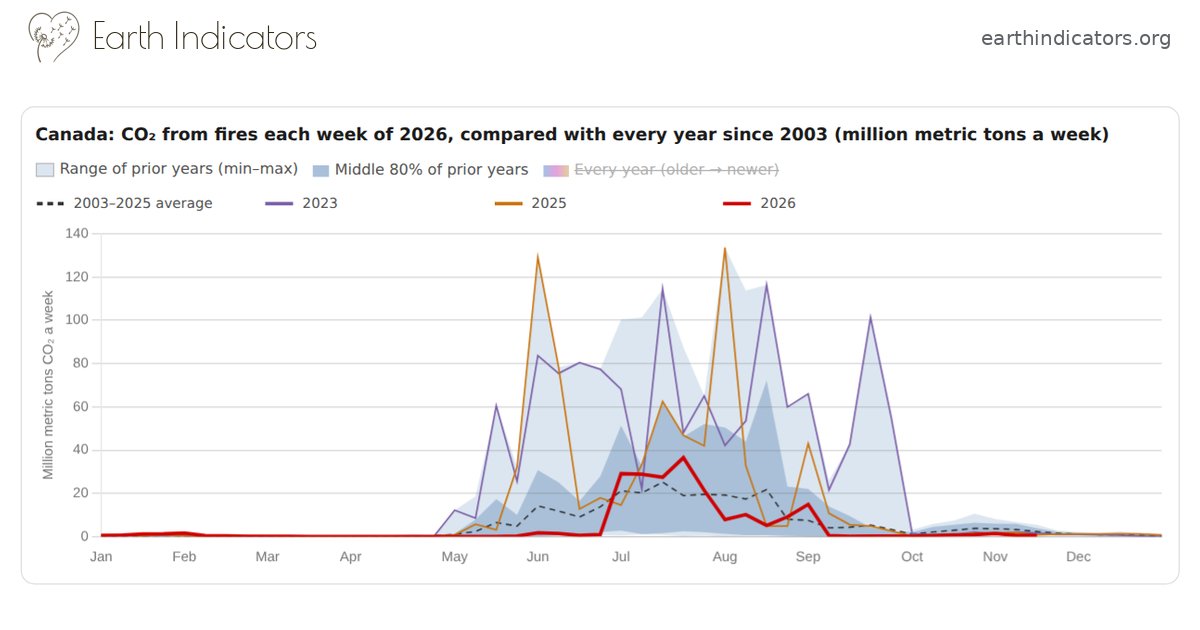 Earth Indicators
earthindicators.org
Canada: CO₂ from fires each week of 2026, compared with every year since 2003 (million metric tons a week)
Range of prior years (min–max) Middle 80% of prior years Every year (older → newer)
2003–2025 average 2023 2025 2026
Million metric tons CO₂ a week
140
120
100
80
60
40
20
0
Jan Feb Mar Apr May Jun Jul Aug Sep Oct Nov Dec